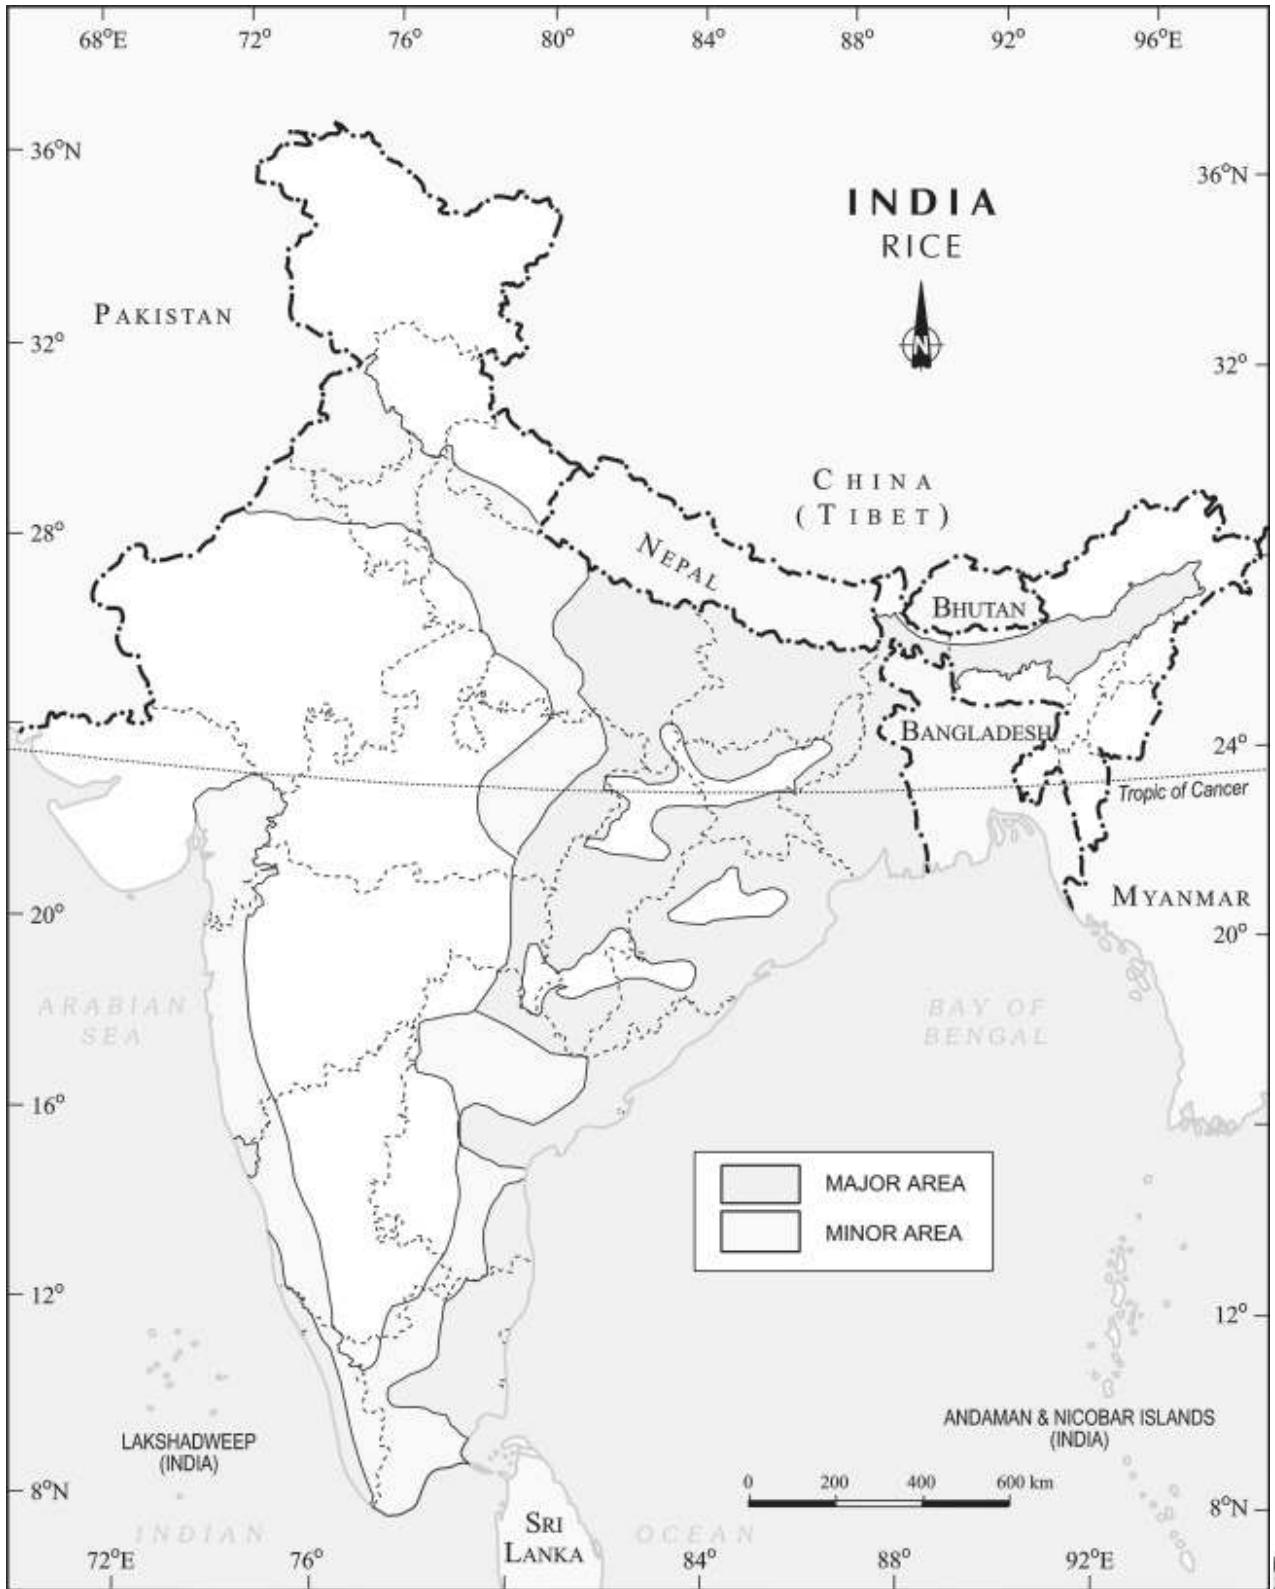 68°E 72° 76° 80° 84° 88° 92° 96°E
36°N
36°N
INDIA
RICE
N
PAKISTAN
32°
32°
CHINA
(TIBET)
28°
NEPAL
BHUTAN
BANGLADESH
24°
Tropic of Cancer
20°
MYANMAR
20°
ARABIAN
SEA
BAY OF
BENGAL
16°
MAJOR AREA
MINOR AREA
12°
12°
LAKSHADWEEP
(INDIA)
ANDAMAN & NICOBAR ISLANDS
(INDIA)
0 200 400 600 km
8°N
8°N
SRI
LANKA
INDIAN OCEAN
72°E 76° 84° 88° 92°E